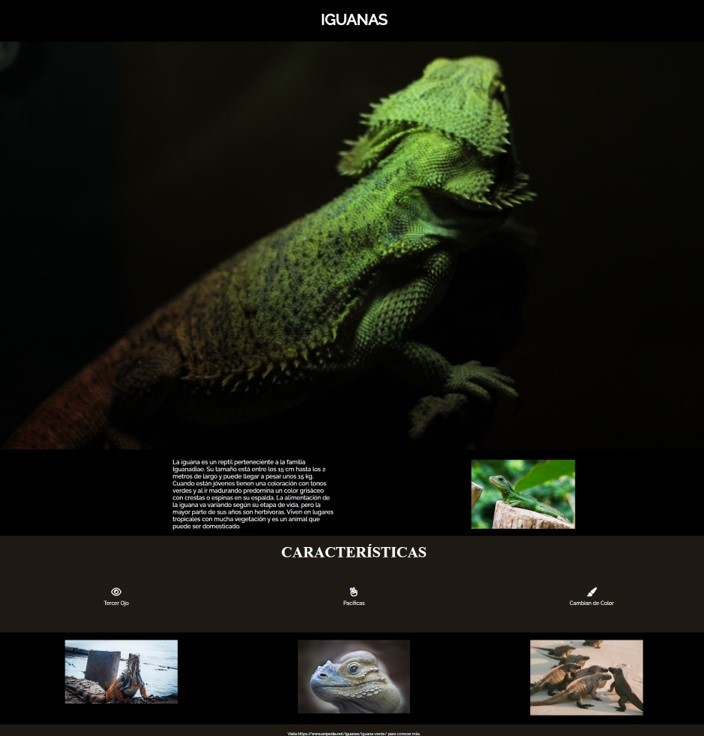 IGUANAS
La iguana es un reptil perteneciente a la familia
Iguanadiae. Su tamaño está entre los 15 cm hasta los 2
metros de largo y puede llegar a pesar unos 15 kg.
Cuando están jóvenes tienen una coloración con tonos
verdes y al ir madurando predomina un color grisáceo
con crestas o espinas en su espalda. La alimentación de
la iguana va variando según su etapa de vida, pero la
mayor parte de sus años son herbívoras. Viven en lugares
tropicales con mucha vegetación y es un animal que
puede ser domesticado.
CARACTERÍSTICAS
Tercer Ojo
Pacíficas
Cambian de Color
Visita https://www.anipedia.net/iguanas/iguana-verde/ para conocer más.